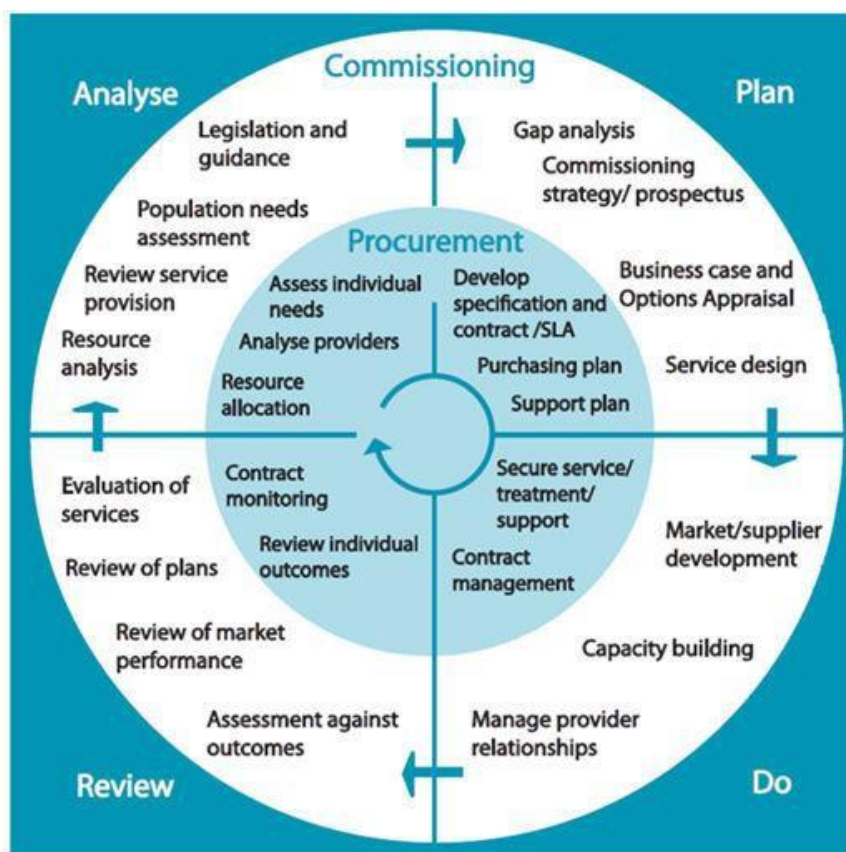 Commissioning
Analyse
Plan
Legislation and
guidance
Population needs
assessment
Review service
provision
Resource
analysis
Gap analysis
Commissioning
strategy/ prospectus
Business case and
Options Appraisal
Service design
Procurement
Assess individual
needs
Analyse providers
Resource
allocation
Develop
specification and
contract /SLA
Purchasing plan
Support plan
Contract
monitoring
Review individual
outcomes
Secure service/
treatment/
support
Contract
management
Evaluation of
services
Review of plans
Review of market
performance
Assessment against
outcomes
Market/supplier
development
Capacity building
Manage provider
relationships
Review
Do